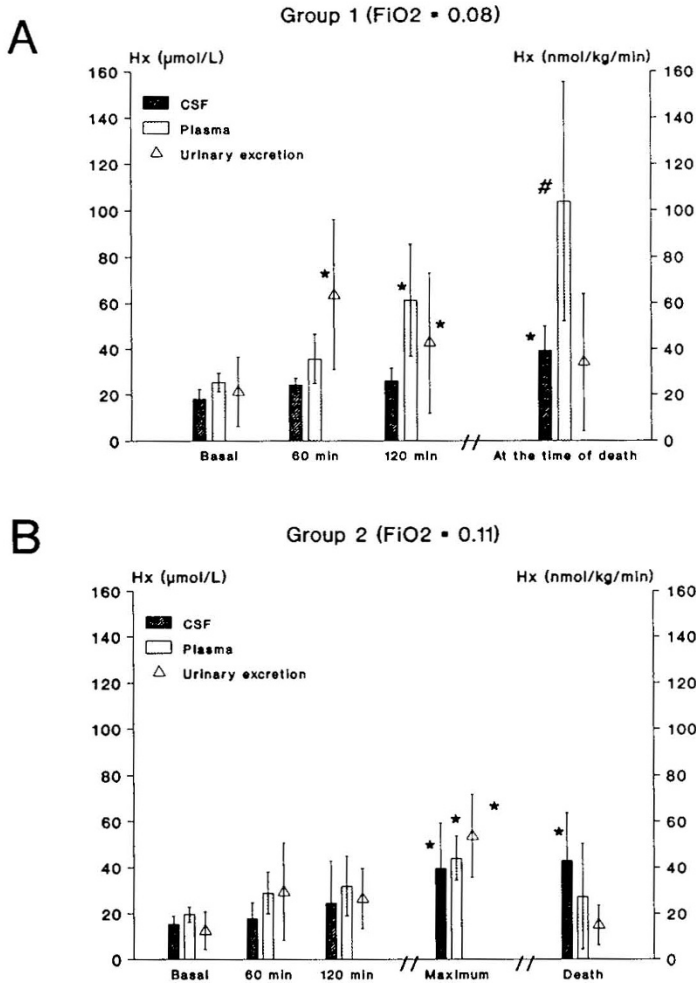 A
Group 1 (FiO2 = 0.08)
Hx (µmol/L)
Hx (nmol/kg/min)
160
140
120
100
80
60
40
20
0
CSF
Plasma
Urinary excretion
★
★
★
★
#
160
140
120
100
80
60
40
20
0
Basal
60 min
120 min
//
At the time of death
B
Group 2 (FiO2 = 0.11)
Hx (µmol/L)
Hx (nmol/kg/min)
160
140
120
100
80
60
40
20
0
CSF
Plasma
Urinary excretion
★
★
★
★
160
140
120
100
80
60
40
20
0
Basal
60 min
120 min
//
Maximum
//
Death